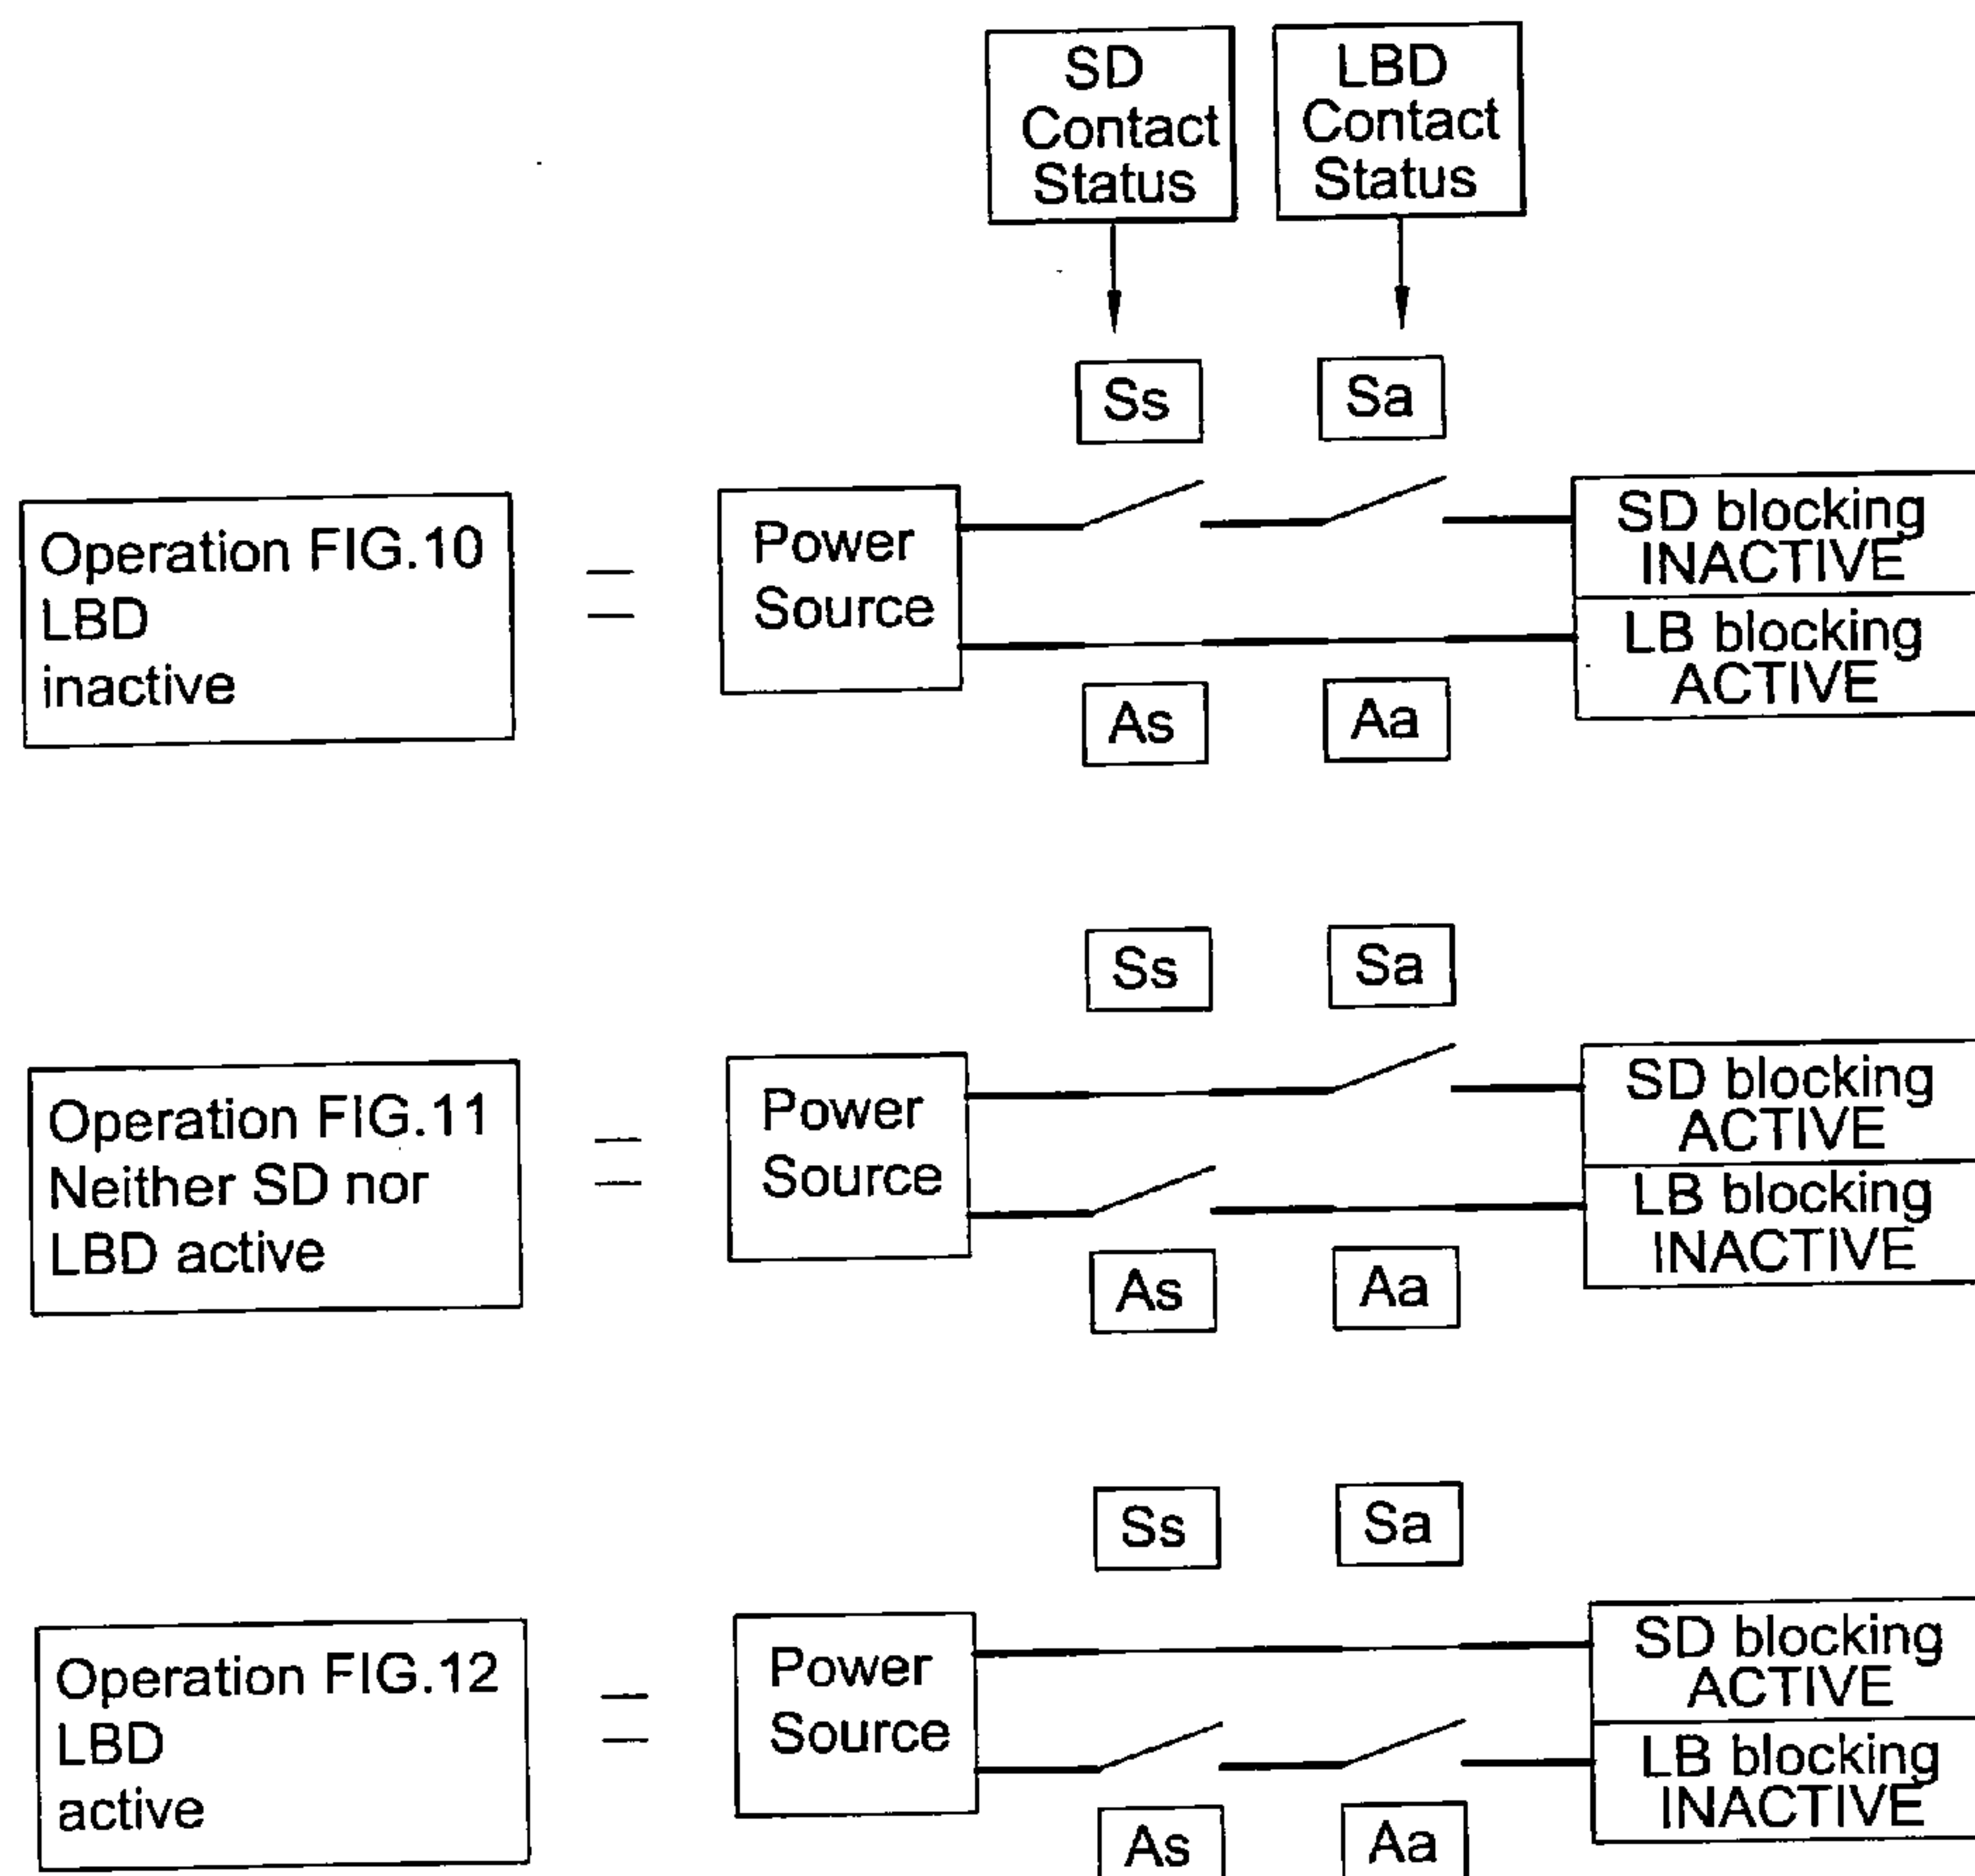 SD
Contact
Status
LBD
Contact
Status
Ss
Sa
Operation FIG.10
LBD
inactive
=
Power
Source
SD blocking
INACTIVE
LB blocking
ACTIVE
As
Aa
Ss
Sa
Operation FIG.11
Neither SD nor
LBD active
=
Power
Source
SD blocking
ACTIVE
LB blocking
INACTIVE
As
Aa
Ss
Sa
Operation FIG.12
LBD
active
=
Power
Source
SD blocking
ACTIVE
LB blocking
INACTIVE
As
Aa